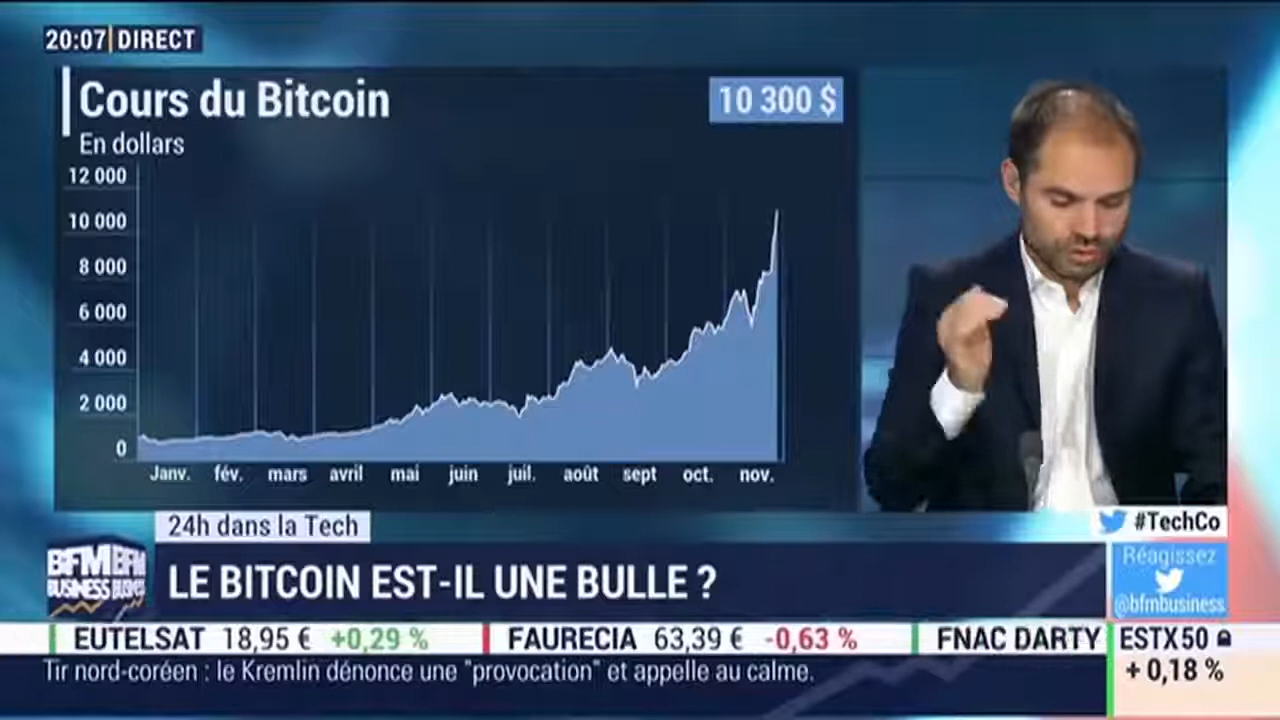 20:07 DIRECT
Cours du Bitcoin
10 300 $
En dollars
12 000
10 000
8 000
6 000
4 000
2 000
0
Janv. fév. mars avril mai juin juil. août sept oct. nov.
24h dans la Tech
#TechCo
BFM BFM
BUSINESS BUSINESS
LE BITCOIN EST-IL UNE BULLE ?
Réagissez
@bfmbusiness
EUTELSAT 18,95 € +0,29 % FAURECIA 63,39 € -0,63 % FNAC DARTY
ESTX50
+ 0,18 %
Tir nord-coréen : le Kremlin dénonce une "provocation" et appelle au calme.